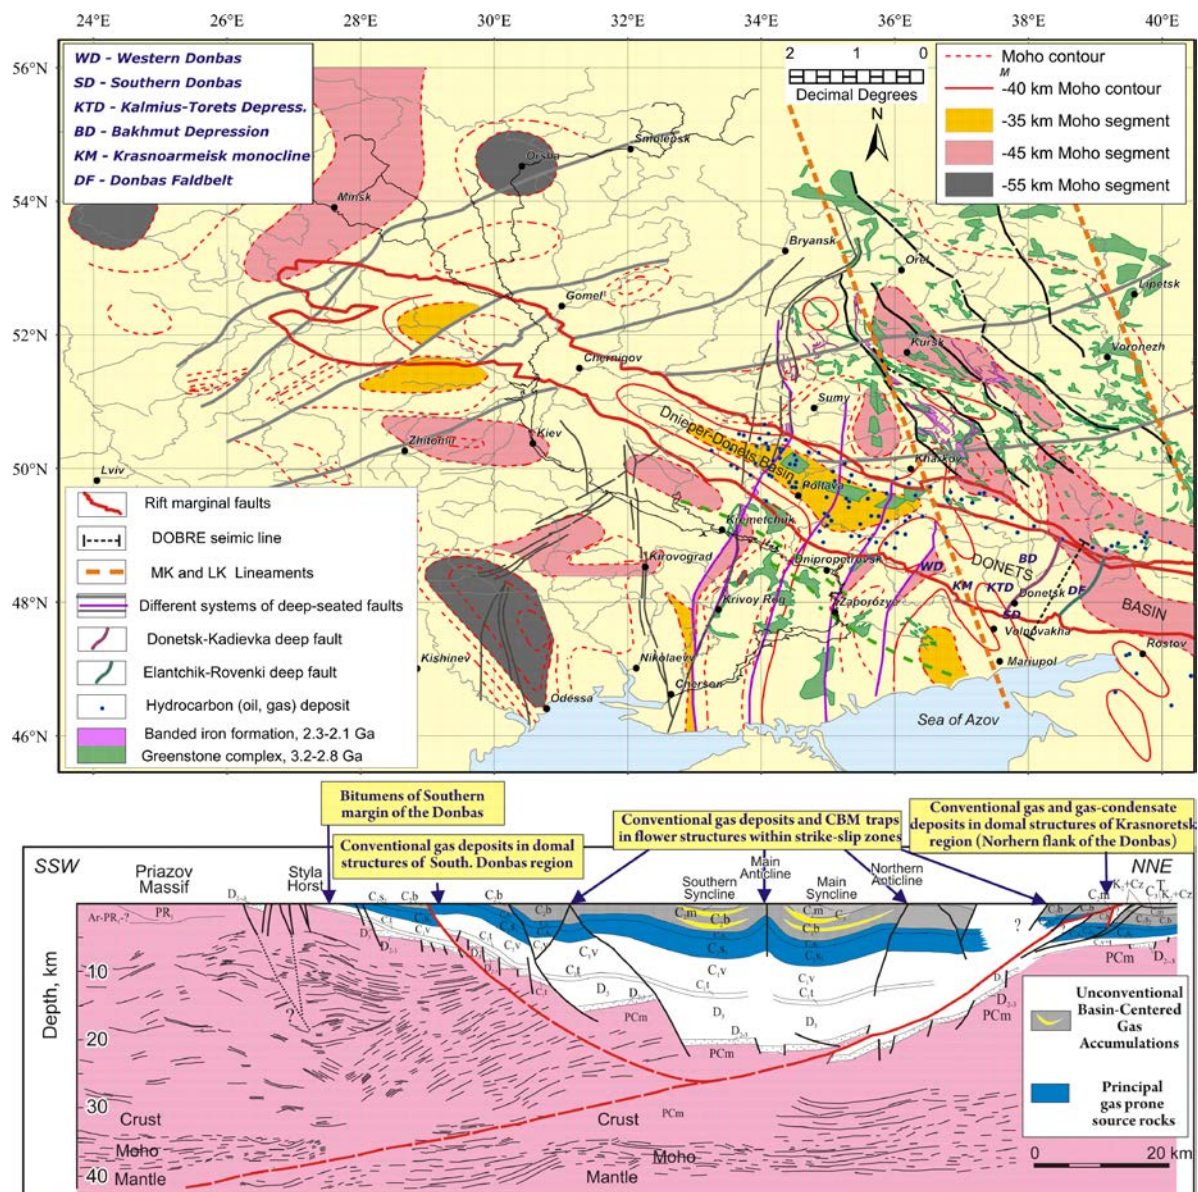 24°E 26°E 28°E 30°E 32°E 34°E 36°E 38°E 40°E
56°N
54°N
52°N
50°N
48°N
46°N
WD - Western Donbas
SD - Southern Donbas
KTD - Kalmius-Torets Depress.
BD - Bakhmut Depression
KM - Krasnoarmeisk monocline
DF - Donbas Faldbelt
2 1 0
Decimal Degrees
N
Moho contour
M
-40 km Moho contour
-35 km Moho segment
-45 km Moho segment
-55 km Moho segment
Smolensk
Orsha
Minsk
Bryansk
Orel
Lipetsk
Gomel
Kursk
Voronezh
Chernigov
Sumy
Dnieper-Donets Basin
Kiev
Zhitomir
Kharkov
Lviv
Poltava
Kremetchuk
Kirovograd
Dnipropetrovsk
WD
DONETS
BD
KM
KTD
Donetsk
DF
SD
BASIN
Krivoy Rog
Zaporozye
Volnovakha
Rostov
Mariupol
Kishinev
Nikolaevv
Cherson
Odessa
Sea of Azov
Rift marginal faults
DOBRE seimic line
MK and LK Lineaments
Different systems of deep-seated faults
Donetsk-Kadievka deep fault
Elantchik-Rovenki deep fault
Hydrocarbon (oil, gas) deposit
Banded iron formation, 2.3-2.1 Ga
Greenstone complex, 3.2-2.8 Ga
Bitumens of Southern
margin of the Donbas
Conventional gas deposits in domal
structures of South. Donbas region
Conventional gas deposits and CBM traps
in flower structures within strike-slip zones
Conventional gas and gas-condensate
deposits in domal structures of Krasnoretsk
region (Norhern flank of the Donbas)
SSW
NNE
Priazov
Massif
Styla
Horst
Southern
Syncline
Main
Anticline
Main
Syncline
Northern
Anticline
Depth, km
10
20
30
40
?
?
PCm
PCm
PCm
PCm
PCm
Crust
Crust
Moho
Moho
Mantle
Mantle
Unconventional
Basin-Centered
Gas
Accumulations
Principal
gas prone
source rocks
0 20 km